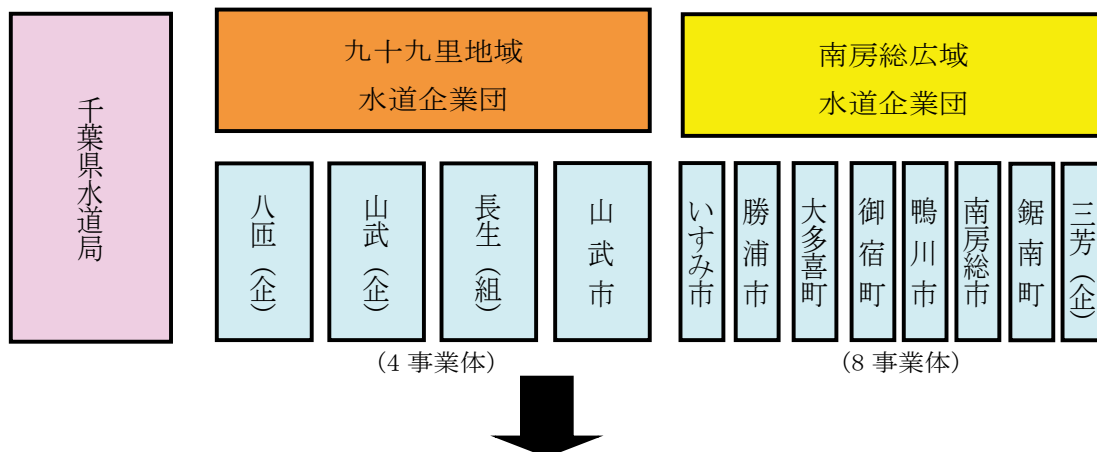 千葉県水道局
九十九里地域
水道企業団
南房総広域
水道企業団
八匝（企）
山武（企）
長生（組）
山武市
いすみ市
勝浦市
大多喜町
御宿町
鴨川市
南房総市
鋸南町
三芳（企）
（4 事業体）
（8 事業体）